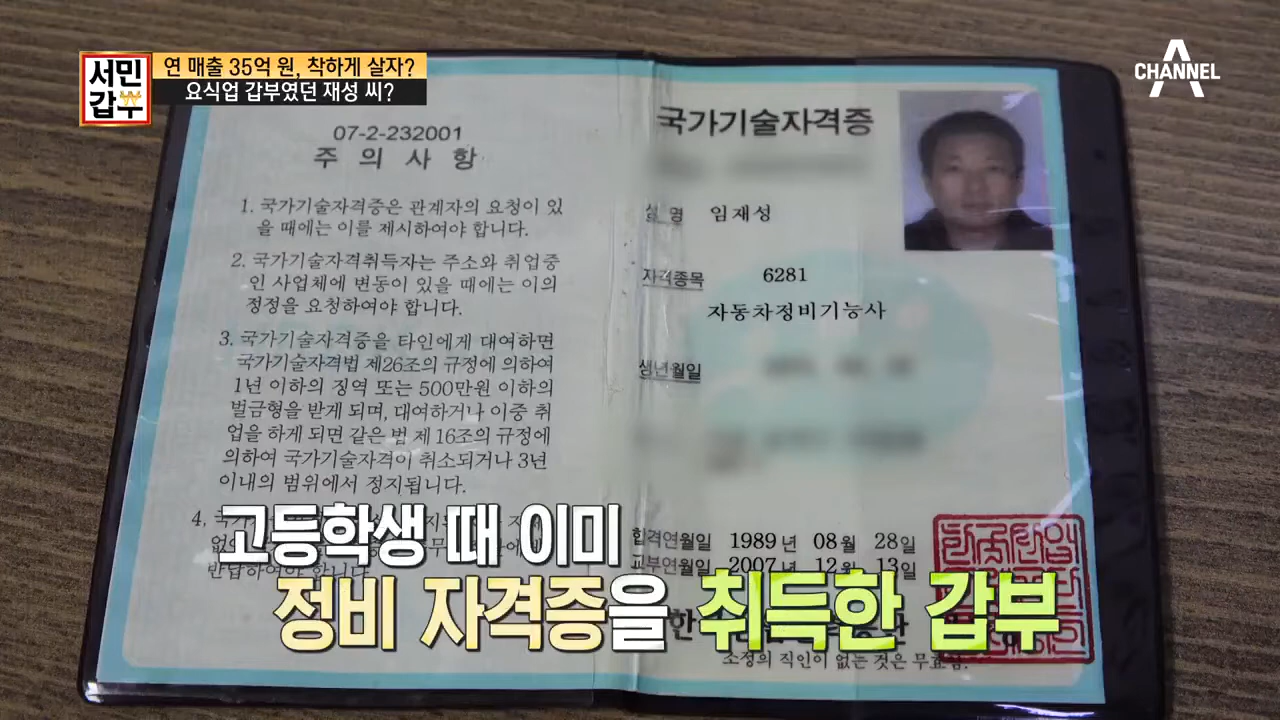 서민갑부
연 매출 35억 원, 착하게 살자?
요식업 갑부였던 재성 씨?
CHANNEL A
07-2-232001
주 의 사 항
1. 국가기술자격증은 관계자의 요청이 있
을 때에는 이를 제시하여야 합니다.
2. 국가기술자격취득자는 주소와 취업중
인 사업체에 변동이 있을 때에는 이의
정정을 요청하여야 합니다.
3. 국가기술자격증을 타인에게 대여하면
국가기술자격법 제26조의 규정에 의하여
1년 이하의 징역 또는 500만원 이하의
벌금형을 받게 되며, 대여하거나 이중 취
업을 하게 되면 같은 법 제16조의 규정에
의하여 국가기술자격이 취소되거나 3년
이내의 범위에서 정지됩니다.
4.
반납하여야 합니다.
국가기술자격증
성 명 임재성
자격종목 6281
자동차정비기능사
생년월일
합격연월일 1989 년 08 월 28 일
교부연월일 2007 년 12 월 13 일
소정의 직인이 없는 것은 무효임.
고등학생 때 이미
정비 자격증을 취득한 갑부